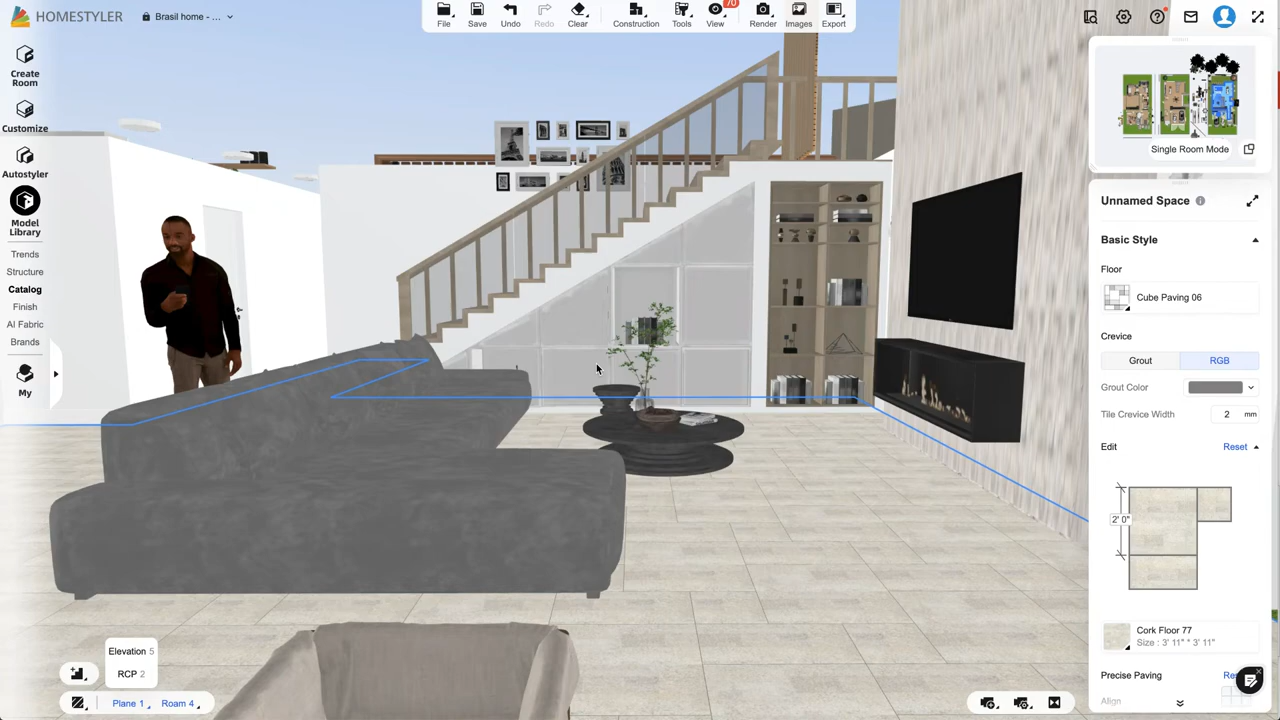 HOMESTYLER
Brasil home - ...
File
Save
Undo
Redo
Clear
Construction
Tools
70
View
Render
Images
Export
Create
Room
Customize
Autostyler
Model
Library
Trends
Structure
Catalog
Finish
AI Fabric
Brands
My
Single Room Mode
Unnamed Space
Basic Style
Floor
Cube Paving 06
Crevice
Grout
RGB
Grout Color
Tile Crevice Width
2
mm
Edit
Reset
2' 0"
Cork Floor 77
Size : 3' 11" * 3' 11"
Precise Paving
Align
Elevation 5
RCP 2
Plane 1
Roam 4